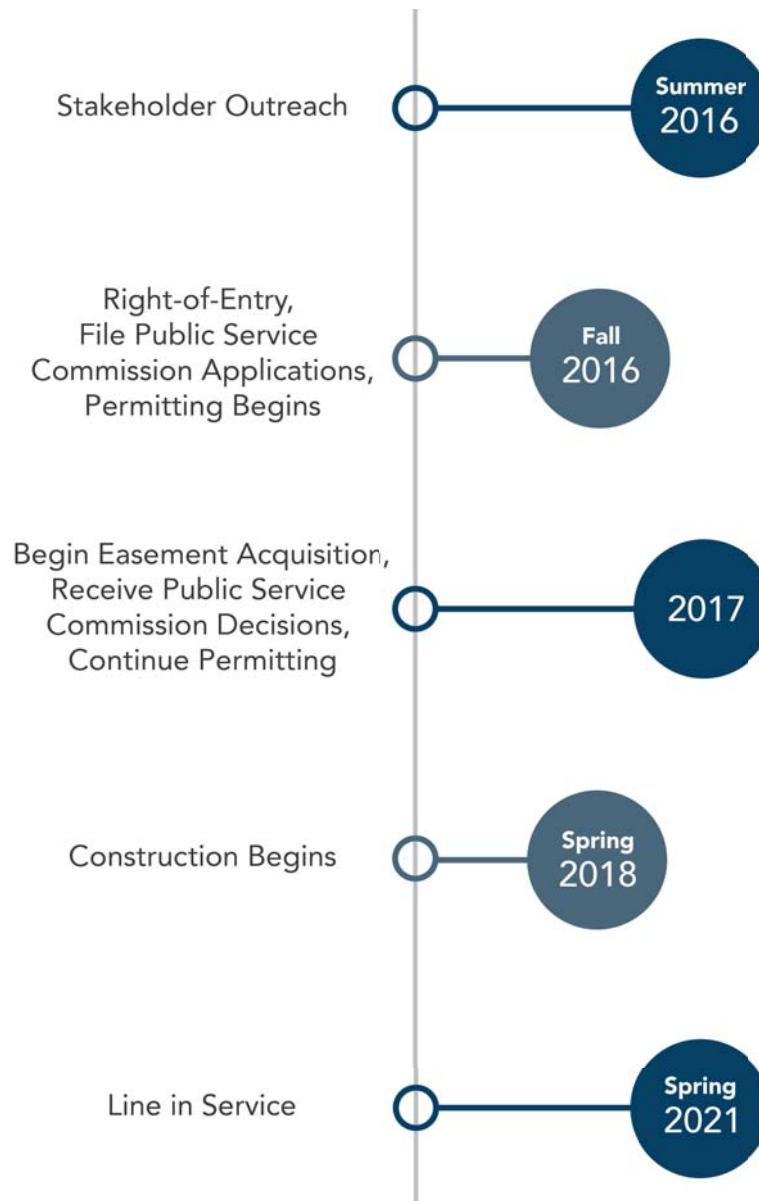 Stakeholder Outreach
Summer
2016
Right-of-Entry,
File Public Service
Commission Applications,
Permitting Begins
Fall
2016
Begin Easement Acquisition,
Receive Public Service
Commission Decisions,
Continue Permitting
2017
Construction Begins
Spring
2018
Line in Service
Spring
2021